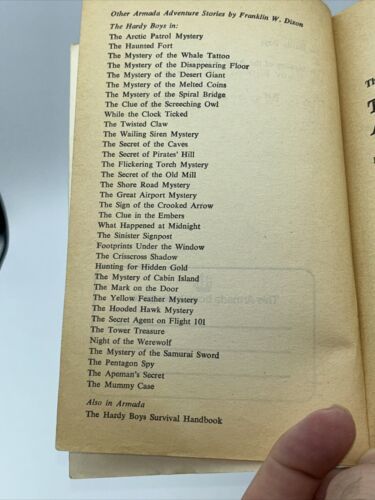 Other Armada Adventure Stories by Franklin W. Dixon
The Hardy Boys in:
The Arctic Patrol Mystery
The Haunted Fort
The Mystery of the Whale Tattoo
The Mystery of the Disappearing Floor
The Mystery of the Desert Giant
The Mystery of the Melted Coins
The Mystery of the Spiral Bridge
The Clue of the Screeching Owl
While the Clock Ticked
The Twisted Claw
The Wailing Siren Mystery
The Secret of the Caves
The Secret of Pirates' Hill
The Flickering Torch Mystery
The Secret of the Old Mill
The Shore Road Mystery
The Great Airport Mystery
The Sign of the Crooked Arrow
The Clue in the Embers
What Happened at Midnight
The Sinister Signpost
Footprints Under the Window
The Crisscross Shadow
Hunting for Hidden Gold
The Mystery of Cabin Island
The Mark on the Door
The Yellow Feather Mystery
The Hooded Hawk Mystery
The Secret Agent on Flight 101
The Tower Treasure
Night of the Werewolf
The Mystery of the Samurai Sword
The Pentagon Spy
The Apeman's Secret
The Mummy Case
Also in Armada
The Hardy Boys Survival Handbook